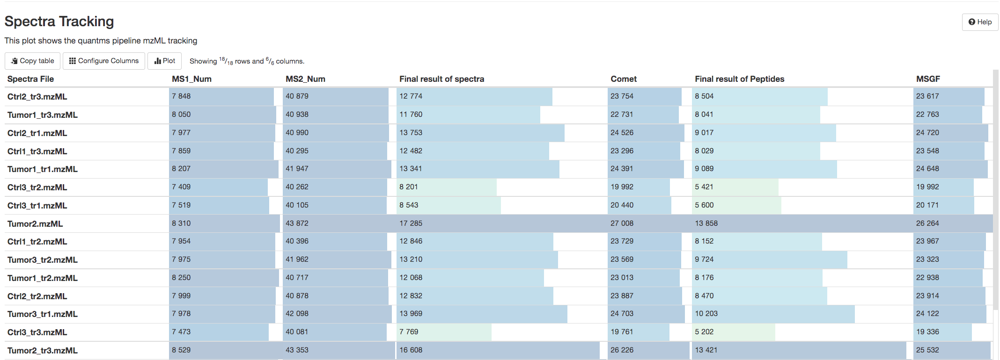 Spectra Tracking
Help
This plot shows the quantms pipeline mzML tracking
Copy table Configure Columns Plot Showing 18/18 rows and 6/6 columns.
Spectra File MS1_Num MS2_Num Final result of spectra Comet Final result of Peptides MSGF
Ctrl2_tr3.mzML 7 848 40 879 12 774 23 754 8 504 23 617
Tumor1_tr3.mzML 8 050 40 938 11 760 22 731 8 041 22 763
Ctrl2_tr1.mzML 7 977 40 990 13 753 24 526 9 017 24 720
Ctrl1_tr3.mzML 7 859 40 295 12 482 23 296 8 029 23 548
Tumor1_tr1.mzML 8 207 41 947 13 341 24 391 9 089 24 648
Ctrl3_tr2.mzML 7 409 40 262 8 201 19 992 5 421 19 992
Ctrl3_tr1.mzML 7 519 40 105 8 543 20 440 5 600 20 171
Tumor2.mzML 8 310 43 872 17 285 27 008 13 858 26 264
Ctrl1_tr2.mzML 7 954 40 396 12 846 23 729 8 152 23 967
Tumor3_tr2.mzML 7 975 41 962 13 210 23 569 9 724 23 323
Tumor1_tr2.mzML 8 250 40 717 12 068 23 013 8 176 22 938
Ctrl2_tr2.mzML 7 999 40 878 12 832 23 887 8 470 23 914
Tumor3_tr1.mzML 7 978 42 098 13 969 24 703 10 203 24 122
Ctrl3_tr3.mzML 7 473 40 081 7 769 19 761 5 202 19 336
Tumor2_tr3.mzML 8 529 43 353 16 608 26 226 13 421 25 532